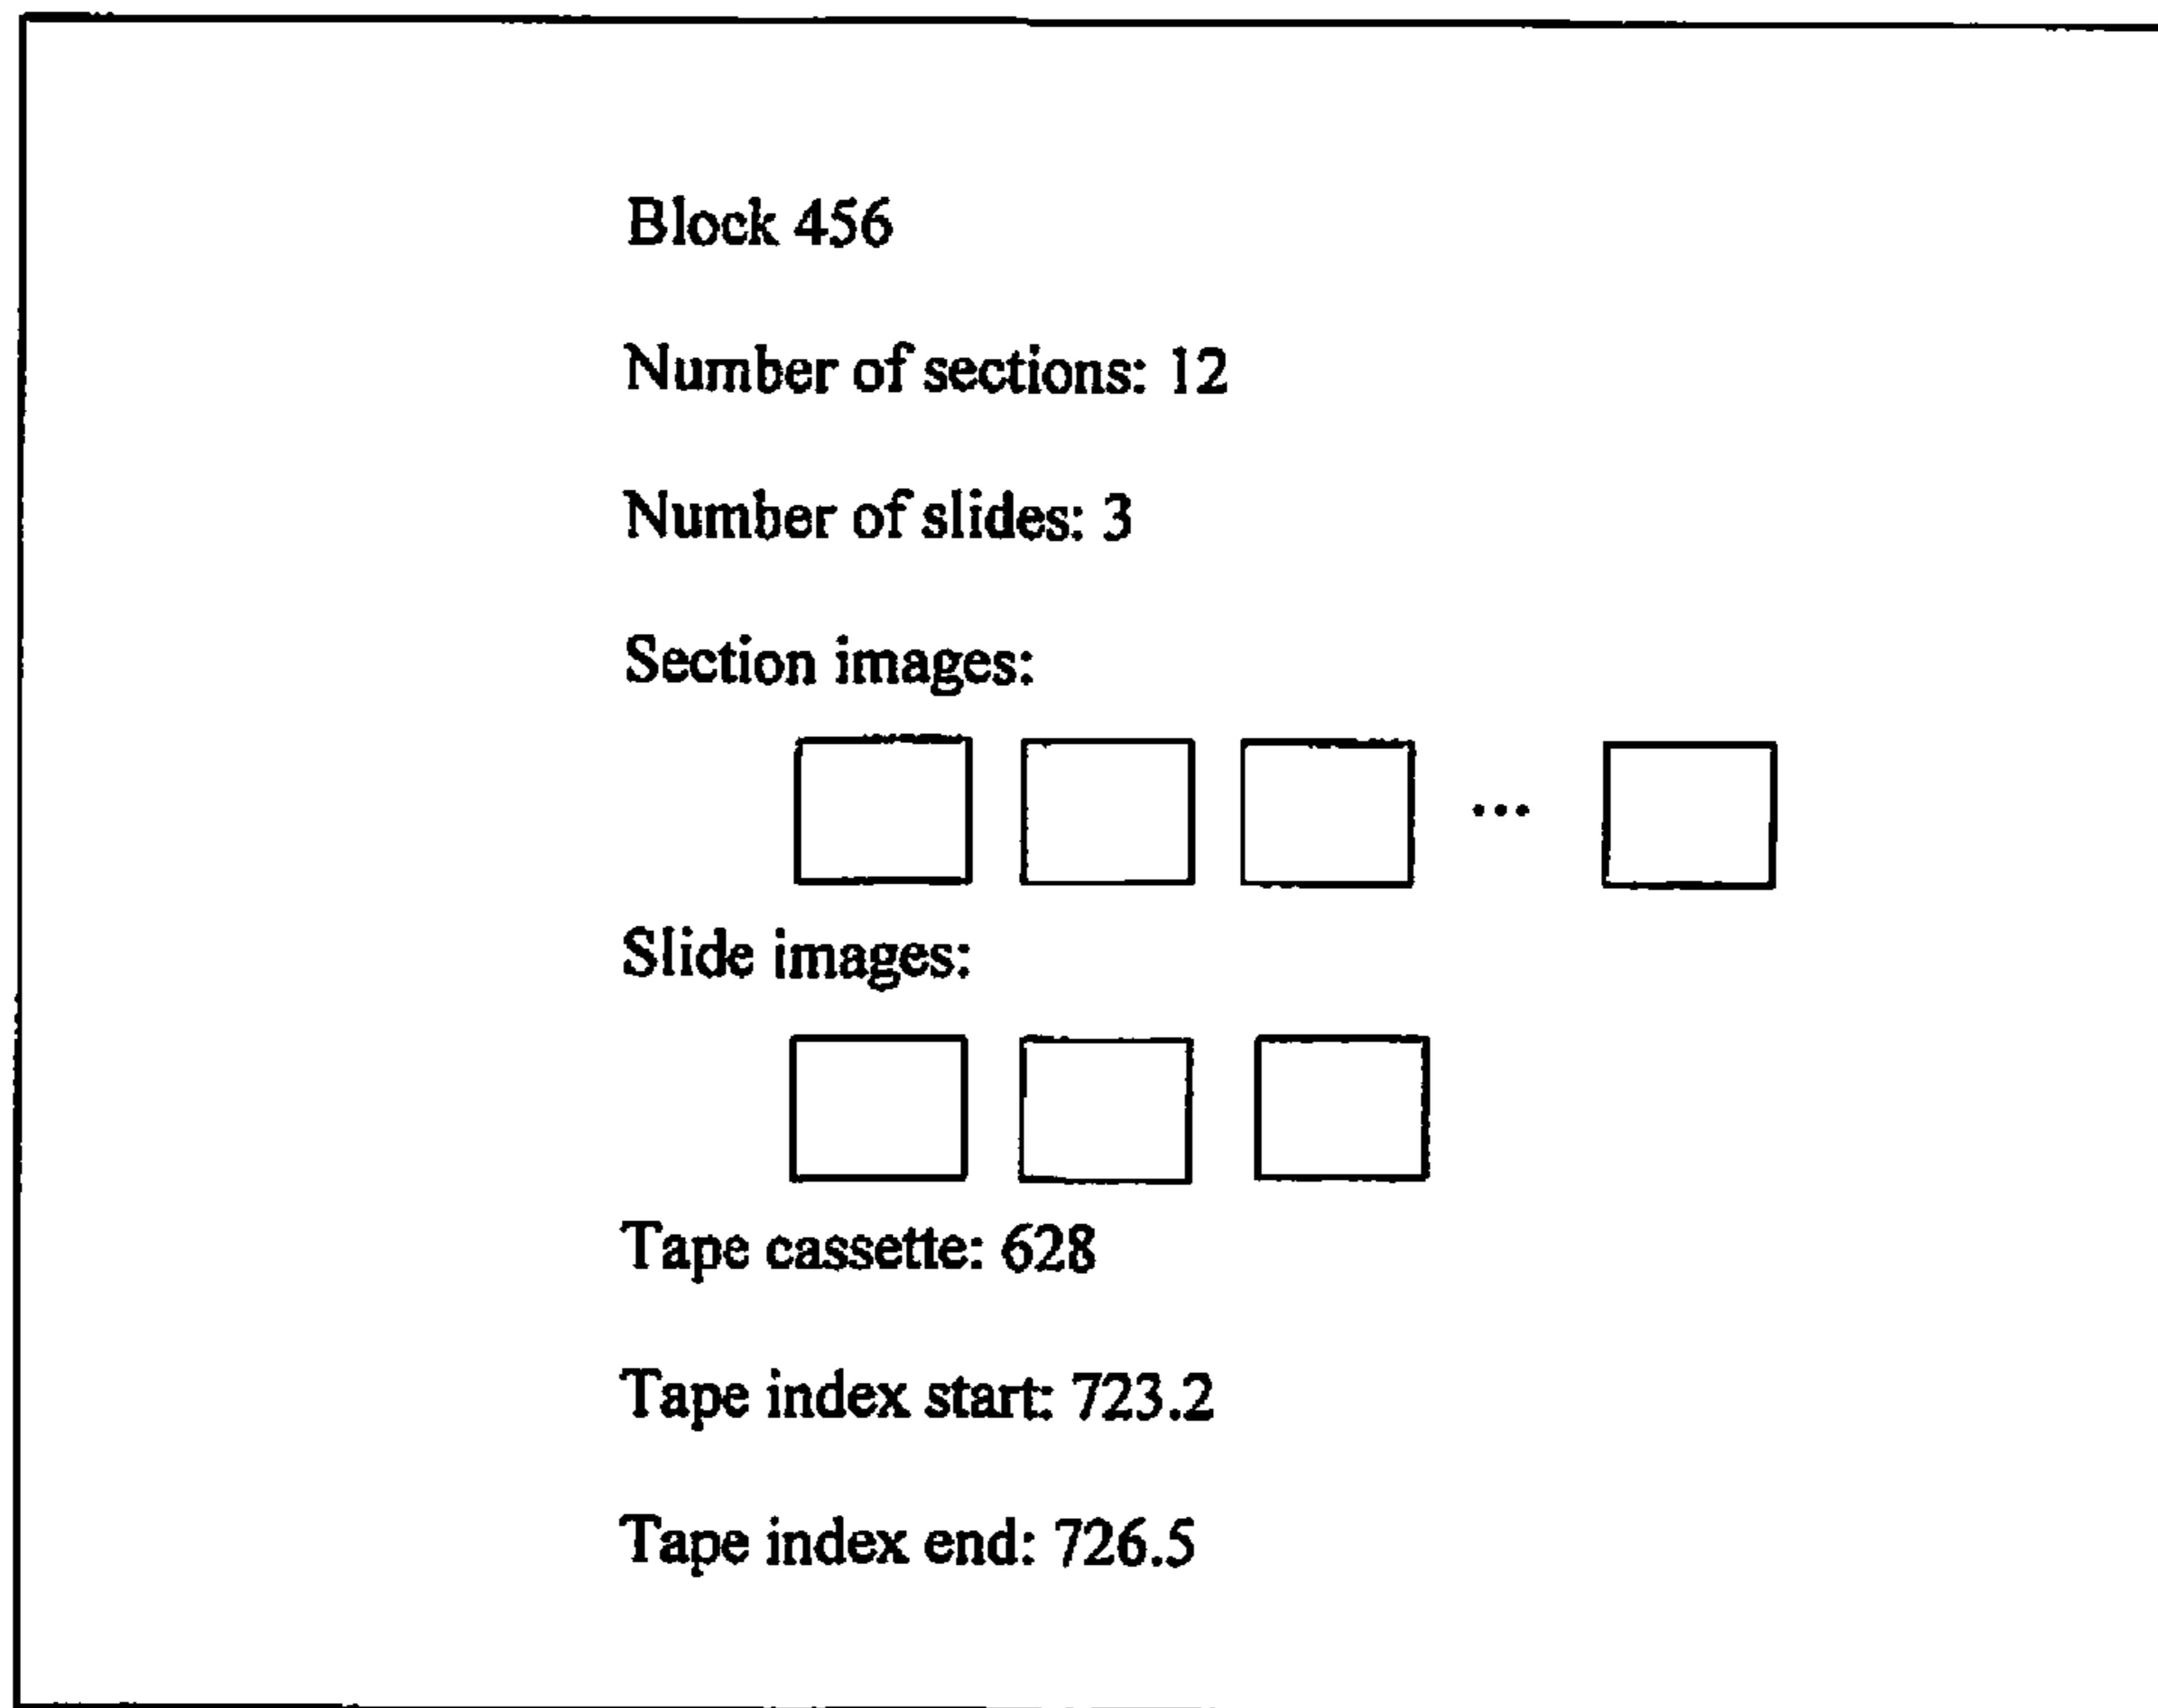 Block 456
Number of sections: 12
Number of slides: 3
Section images:
...
Slide images:
Tape cassette: 628
Tape index start: 723.2
Tape index end: 726.5